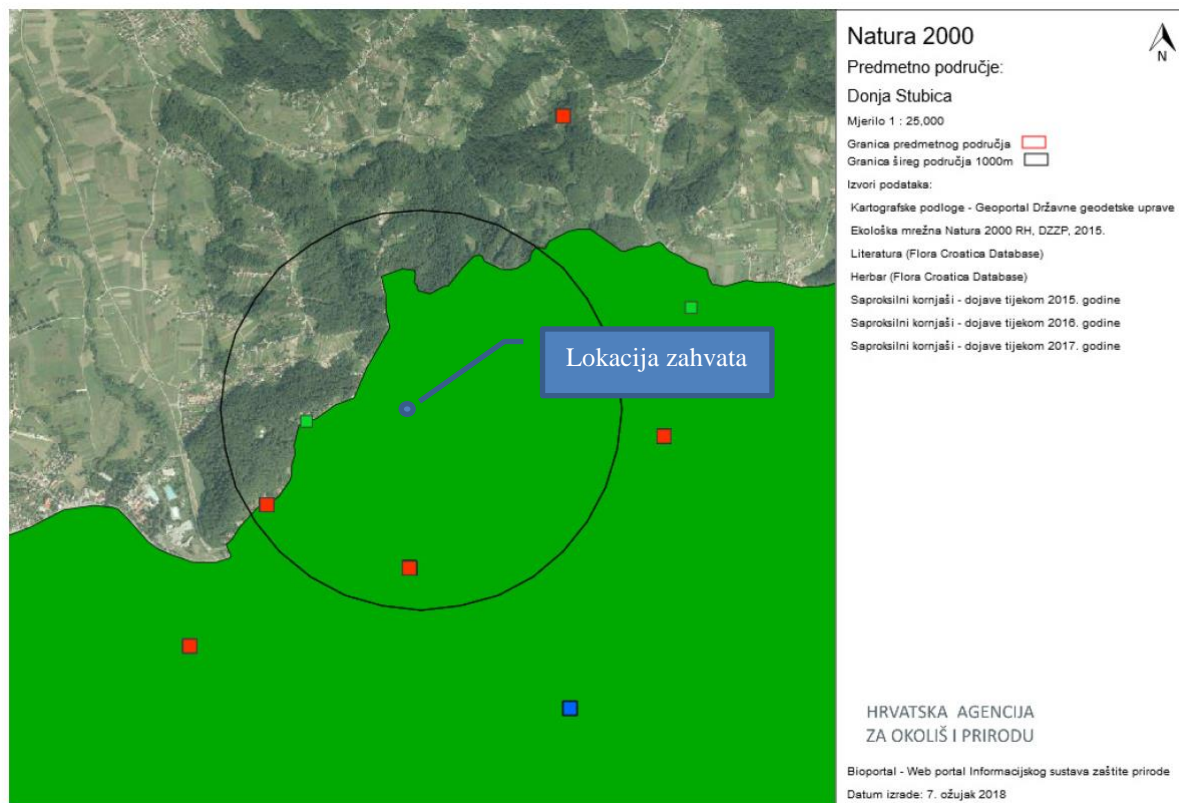 Natura 2000
N
Predmetno područje:
Donja Stubica
Mjerilo 1 : 25,000
Granica predmetnog područja
Granica šireg područja 1000m
Izvori podataka:
Kartografske podloge - Geoportal Državne geodetske uprave
Ekološka mrežna Natura 2000 RH, DZZP, 2015.
Literatura (Flora Croatica Database)
Herbar (Flora Croatica Database)
Saproksilni kornjaši - dojave tijekom 2015. godine
Saproksilni kornjaši - dojave tijekom 2016. godine
Saproksilni kornjaši - dojave tijekom 2017. godine
Lokacija zahvata
HRVATSKA AGENCIJA
ZA OKOLIŠ I PRIRODU
Bioportal - Web portal Informacijskog sustava zaštite prirode
Datum izrade: 7. ožujak 2018